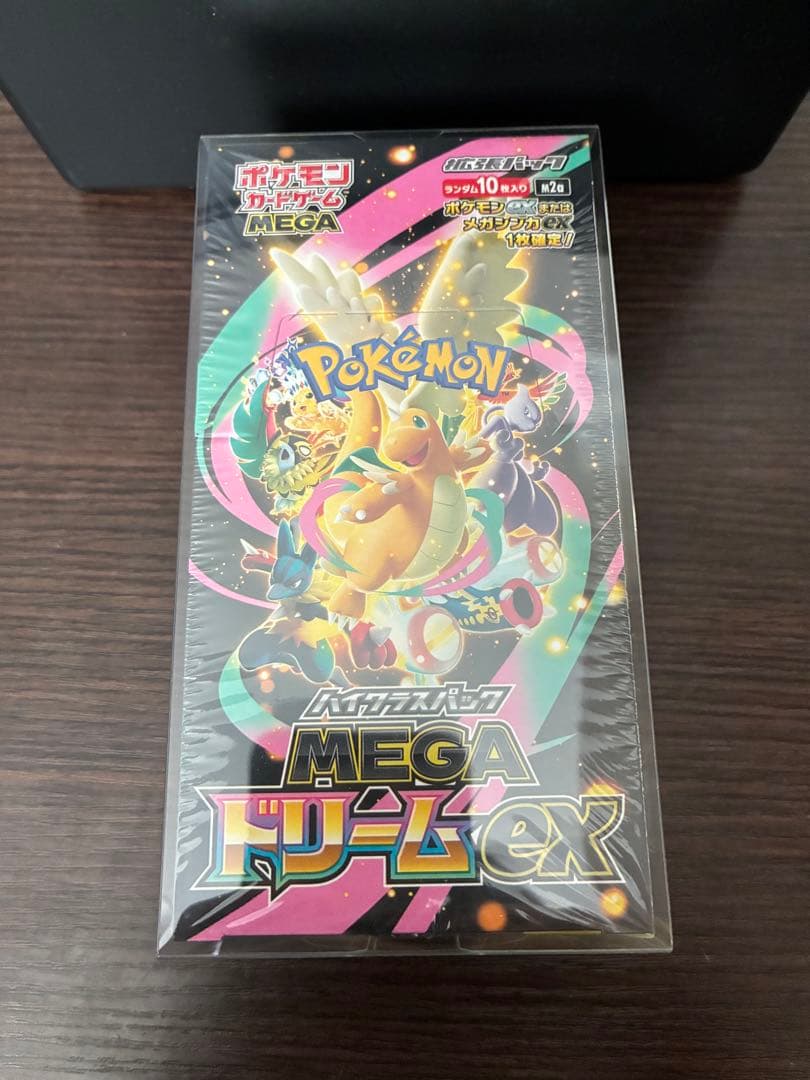 ポケモン
カードゲーム
MEGA
拡張パック
ランダム10枚入り M2a
ポケモンexまたは
メガシンカex
1枚確定!
POKéMON
TM
ハイクラスパック
MEGA
ドリームex